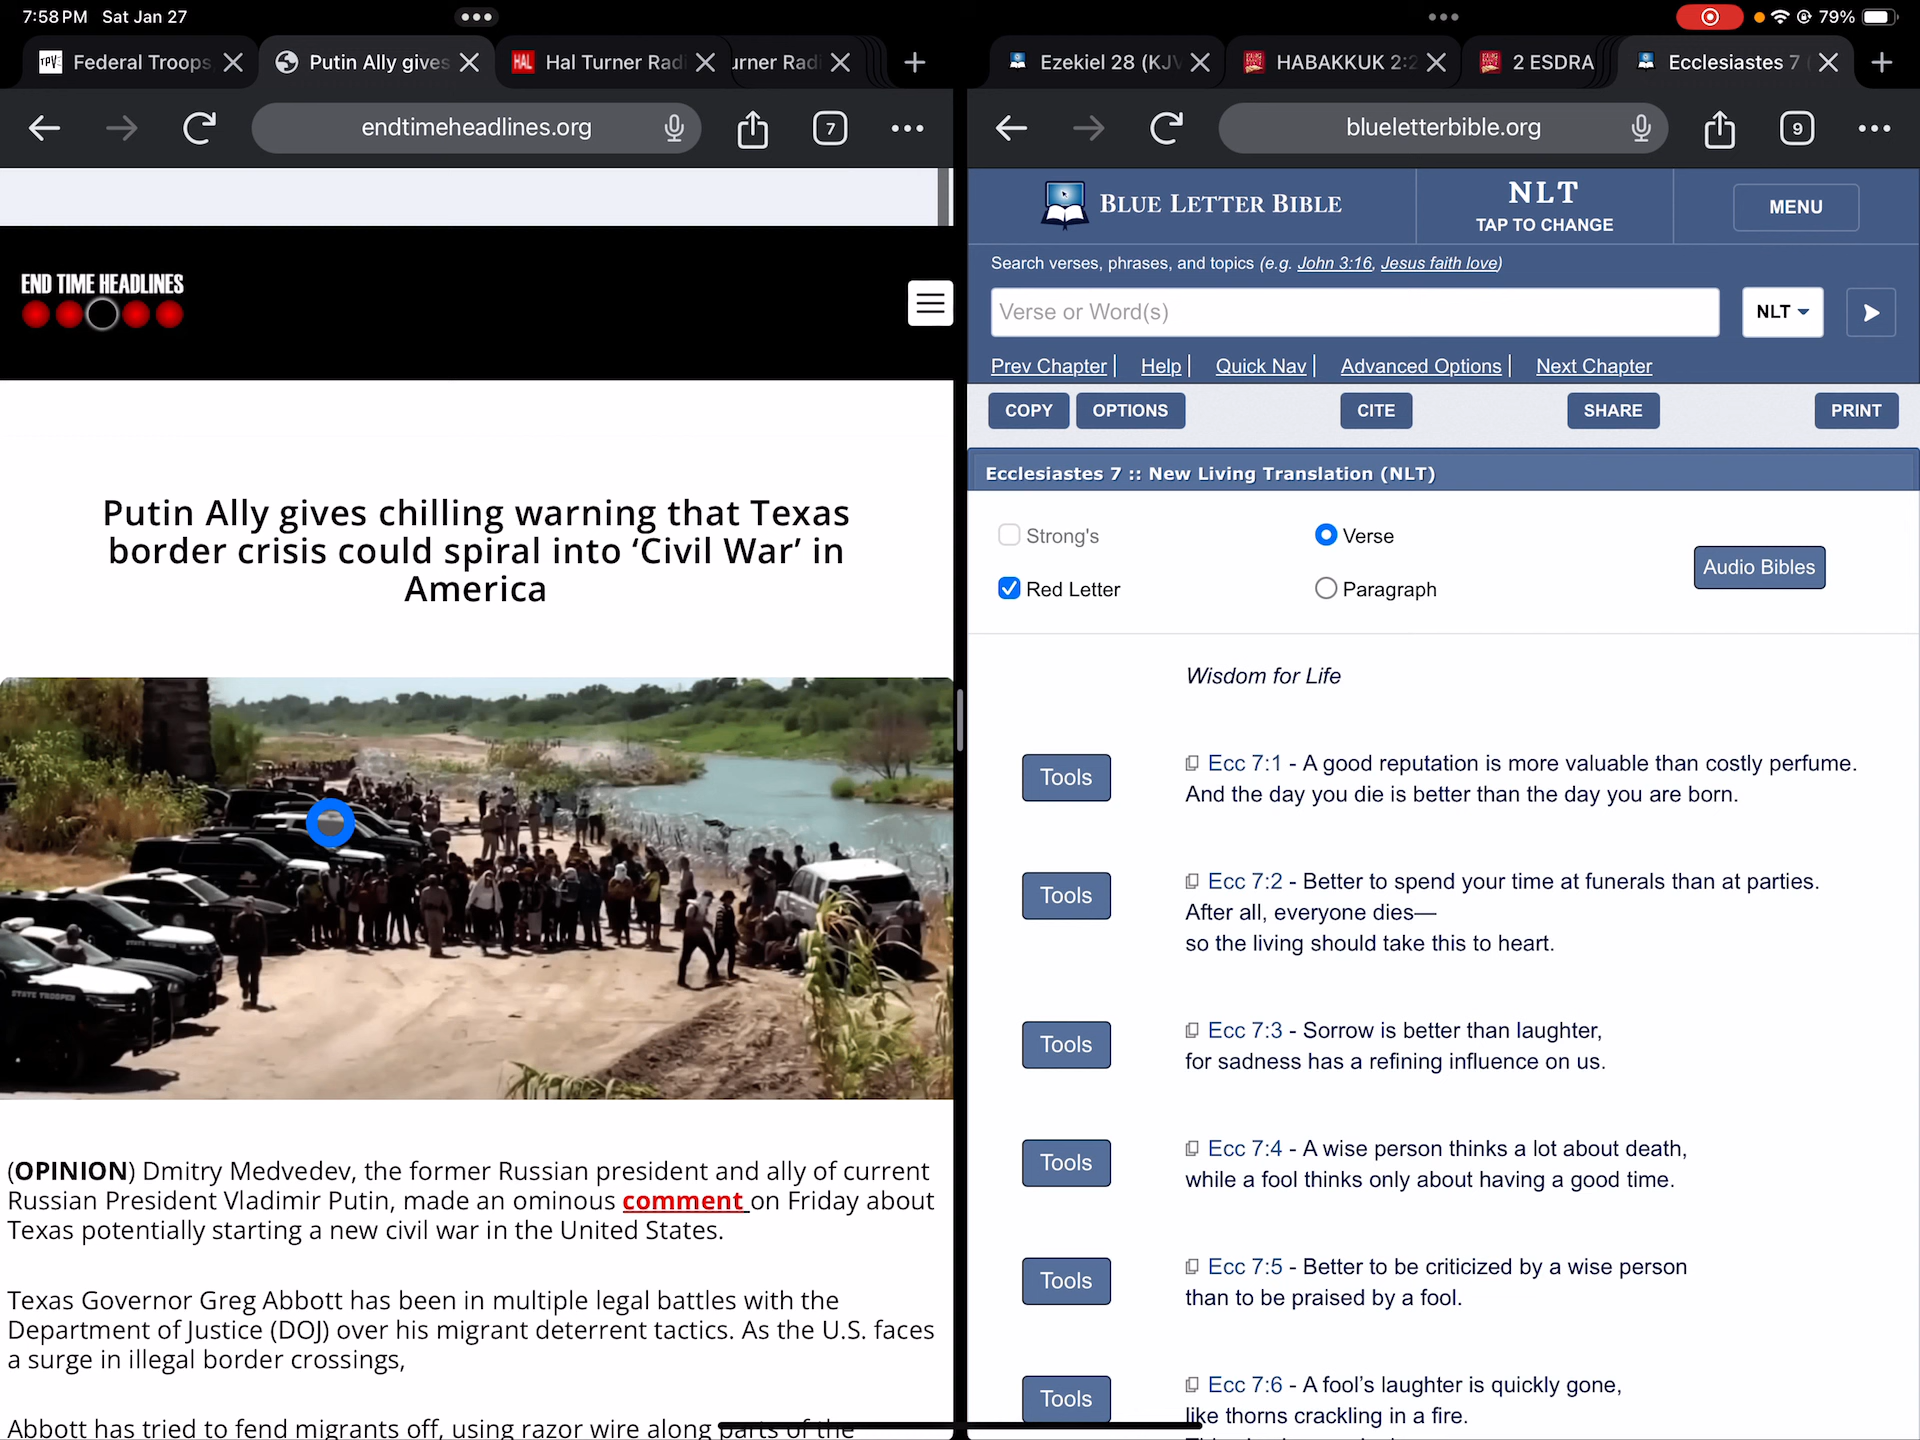 7:58 PM Sat Jan 27
79%
Federal Troops
Putin Ally gives
HAL Hal Turner Radi
urner Radi
endtimeheadlines.org
7
END TIME HEADLINES
Putin Ally gives chilling warning that Texas
border crisis could spiral into ‘Civil War’ in
America
STATE TROOPER
STATE TROOPER
(OPINION) Dmitry Medvedev, the former Russian president and ally of current
Russian President Vladimir Putin, made an ominous comment on Friday about
Texas potentially starting a new civil war in the United States.
Texas Governor Greg Abbott has been in multiple legal battles with the
Department of Justice (DOJ) over his migrant deterrent tactics. As the U.S. faces
a surge in illegal border crossings,
Abbott has tried to fend migrants off, using razor wire along parts of the
Ezekiel 28 (KJV
HABAKKUK 2:2
2 ESDRA
Ecclesiastes 7 (
blueletterbible.org
9
BLUE LETTER BIBLE
NLT
TAP TO CHANGE
MENU
Search verses, phrases, and topics (e.g. John 3:16, Jesus faith love)
Verse or Word(s)
NLT
Prev Chapter | Help | Quick Nav | Advanced Options | Next Chapter
COPY OPTIONS CITE SHARE PRINT
Ecclesiastes 7 :: New Living Translation (NLT)
Strong's
Verse
Red Letter
Paragraph
Audio Bibles
Wisdom for Life
Tools
Ecc 7:1 - A good reputation is more valuable than costly perfume.
And the day you die is better than the day you are born.
Tools
Ecc 7:2 - Better to spend your time at funerals than at parties.
After all, everyone dies—
so the living should take this to heart.
Tools
Ecc 7:3 - Sorrow is better than laughter,
for sadness has a refining influence on us.
Tools
Ecc 7:4 - A wise person thinks a lot about death,
while a fool thinks only about having a good time.
Tools
Ecc 7:5 - Better to be criticized by a wise person
than to be praised by a fool.
Tools
Ecc 7:6 - A fool’s laughter is quickly gone,
like thorns crackling in a fire.